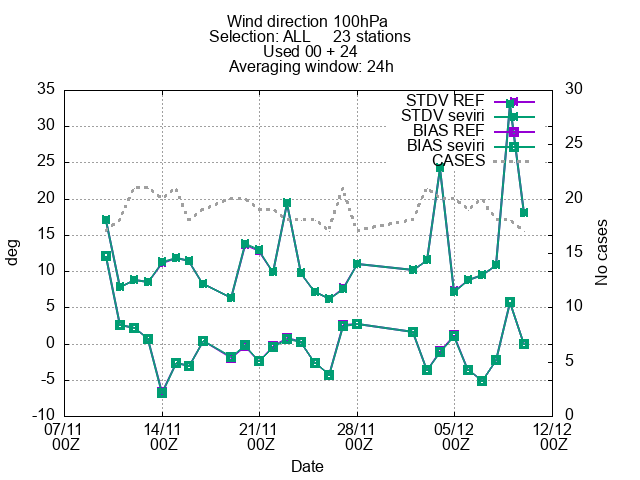 Wind direction 100hPa
Selection: ALL 23 stations
Used 00 + 24
Averaging window: 24h
35
30
25
20
15
10
5
0
-5
-10
deg
30
25
20
15
10
5
0
No cases
STDV REF
STDV seviri
BIAS REF
BIAS seviri
CASES
07/11 14/11 21/11 28/11 05/12 12/12
00Z 00Z 00Z 00Z 00Z 00Z
Date